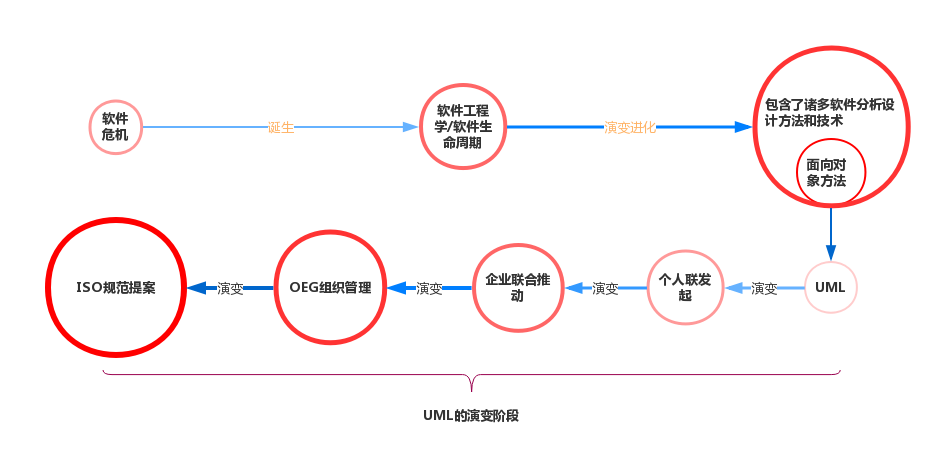 软件
危机
诞生
软件工程
学/软件生
命周期
演变进化
包含了诸多软件分析设
计方法和技术
面向对
象方法
ISO规范提案
演变
OEG组织管理
演变
企业联合推
动
演变
个人联发
起
演变
UML
UML的演变阶段